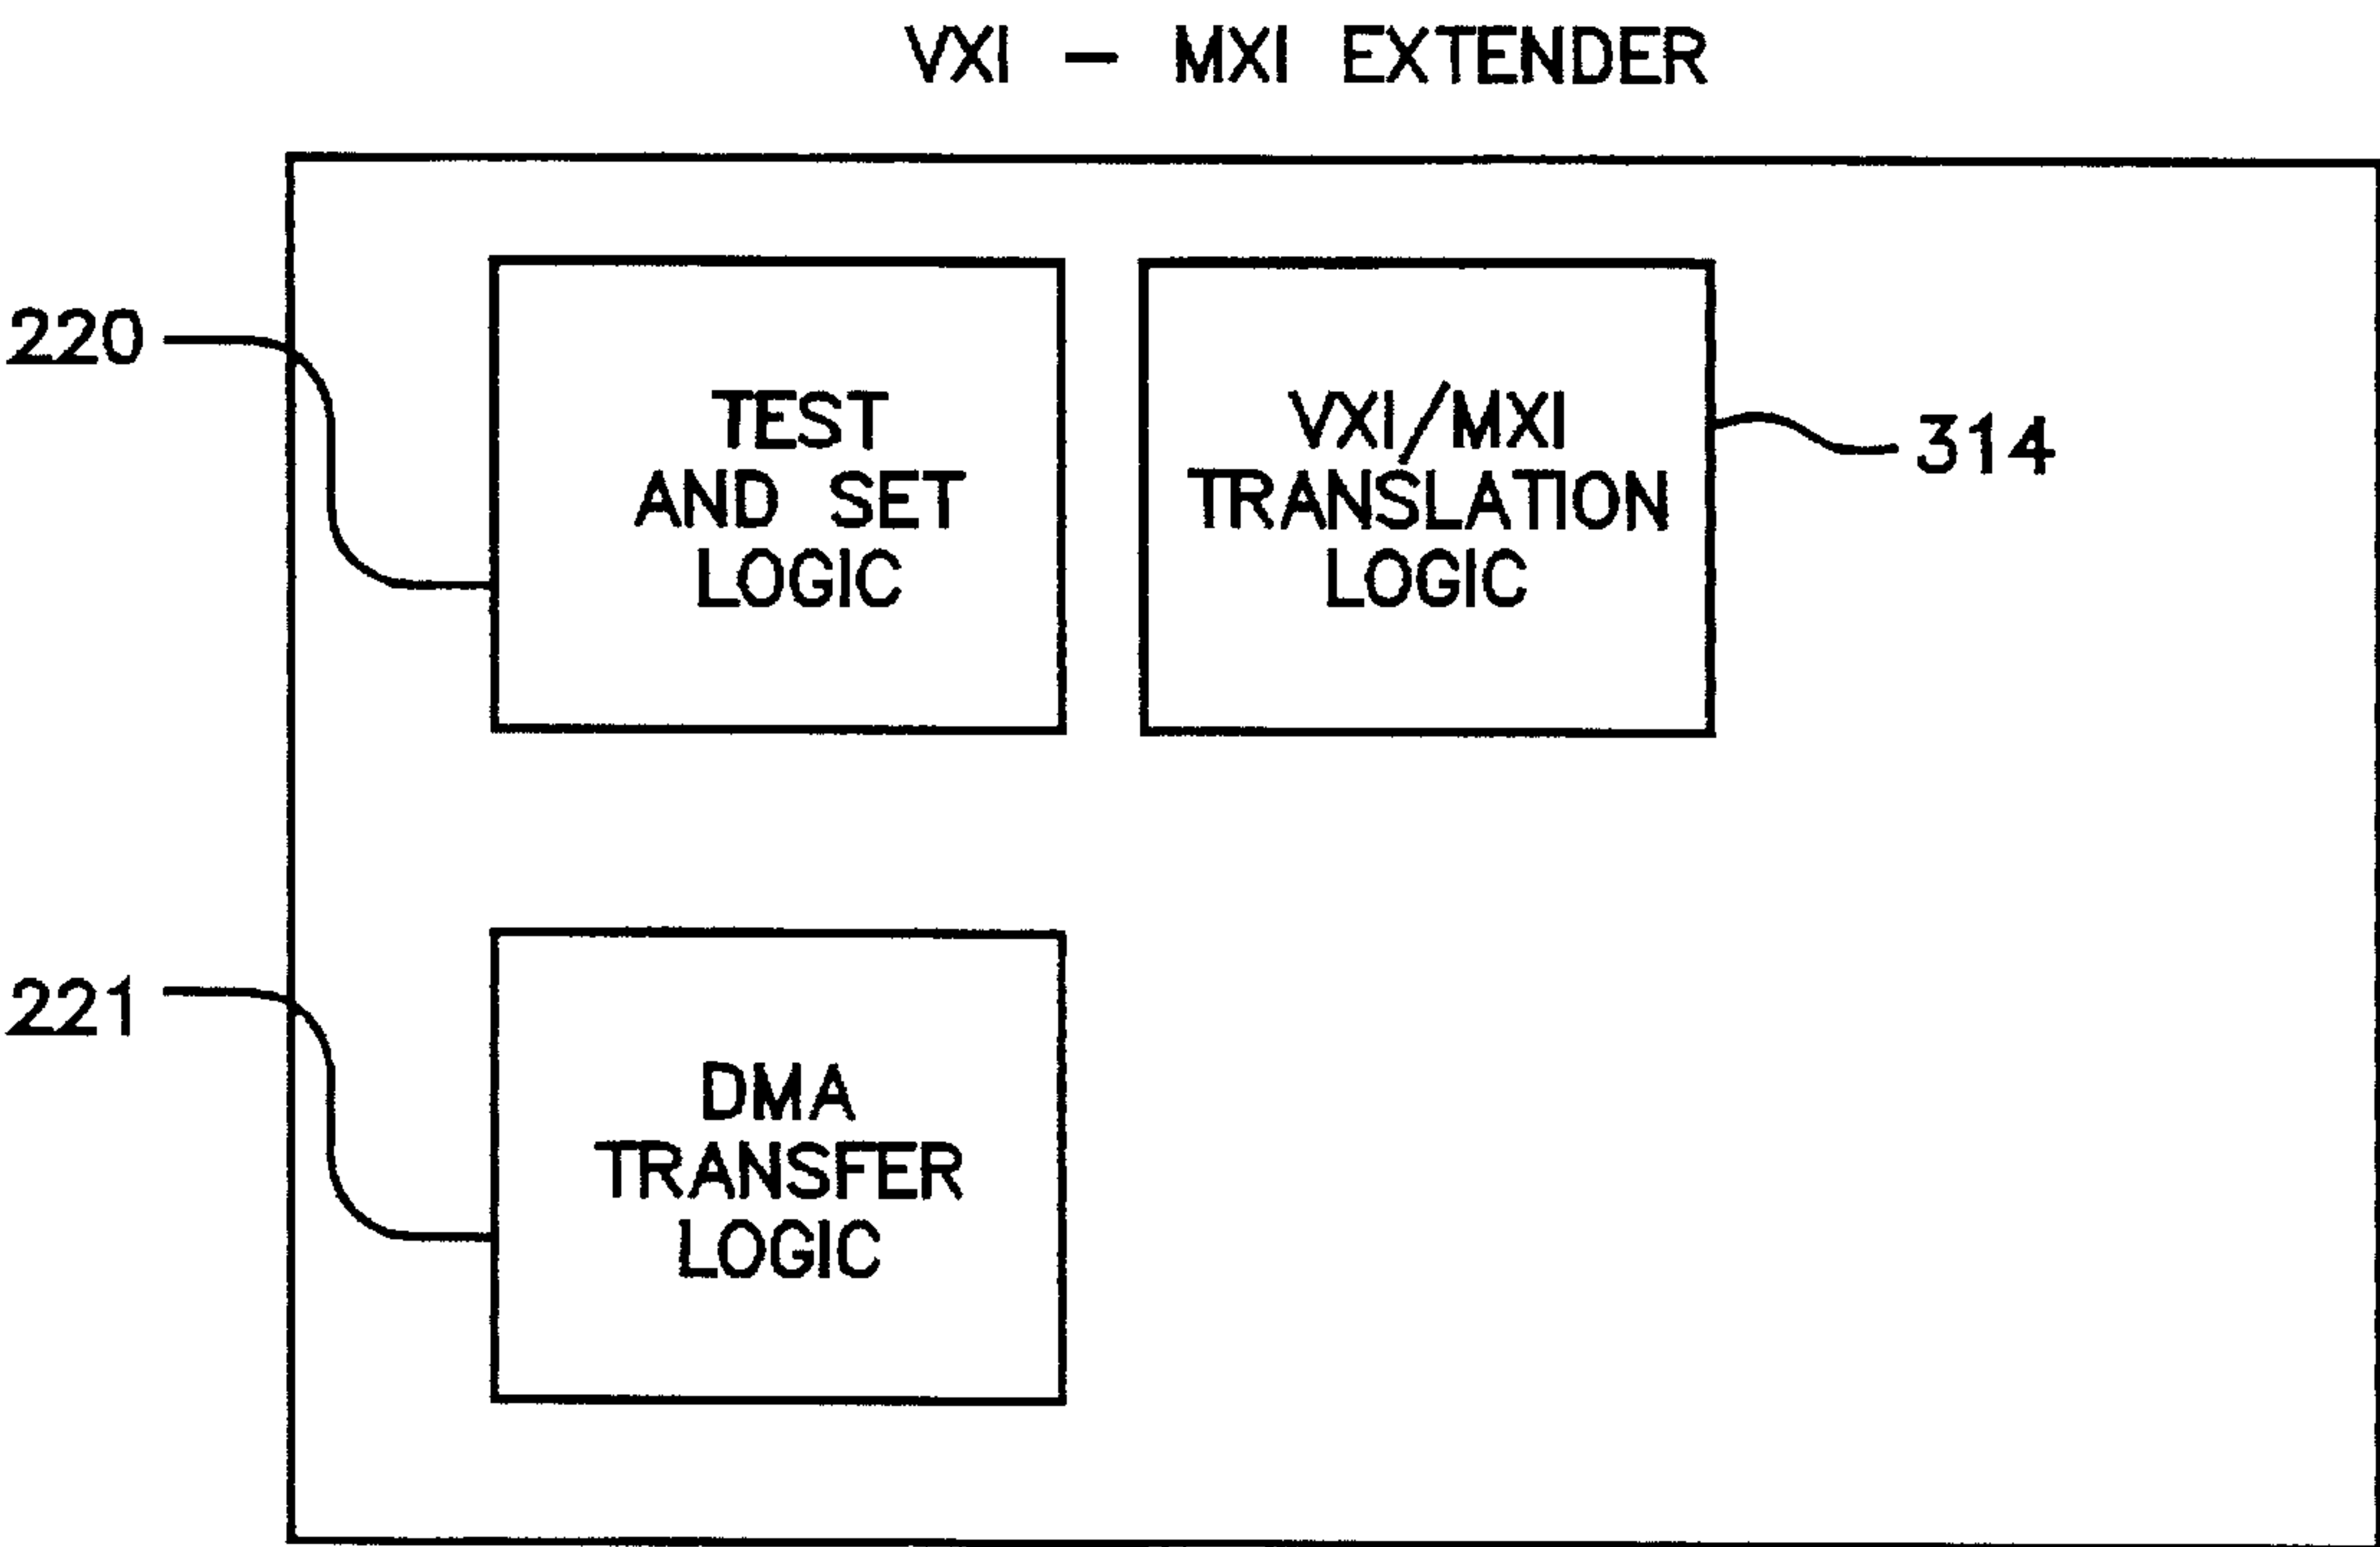 VXI - MXI EXTENDER
220
TEST
AND SET
LOGIC
VXI/MXI
TRANSLATION
LOGIC
314
221
DMA
TRANSFER
LOGIC